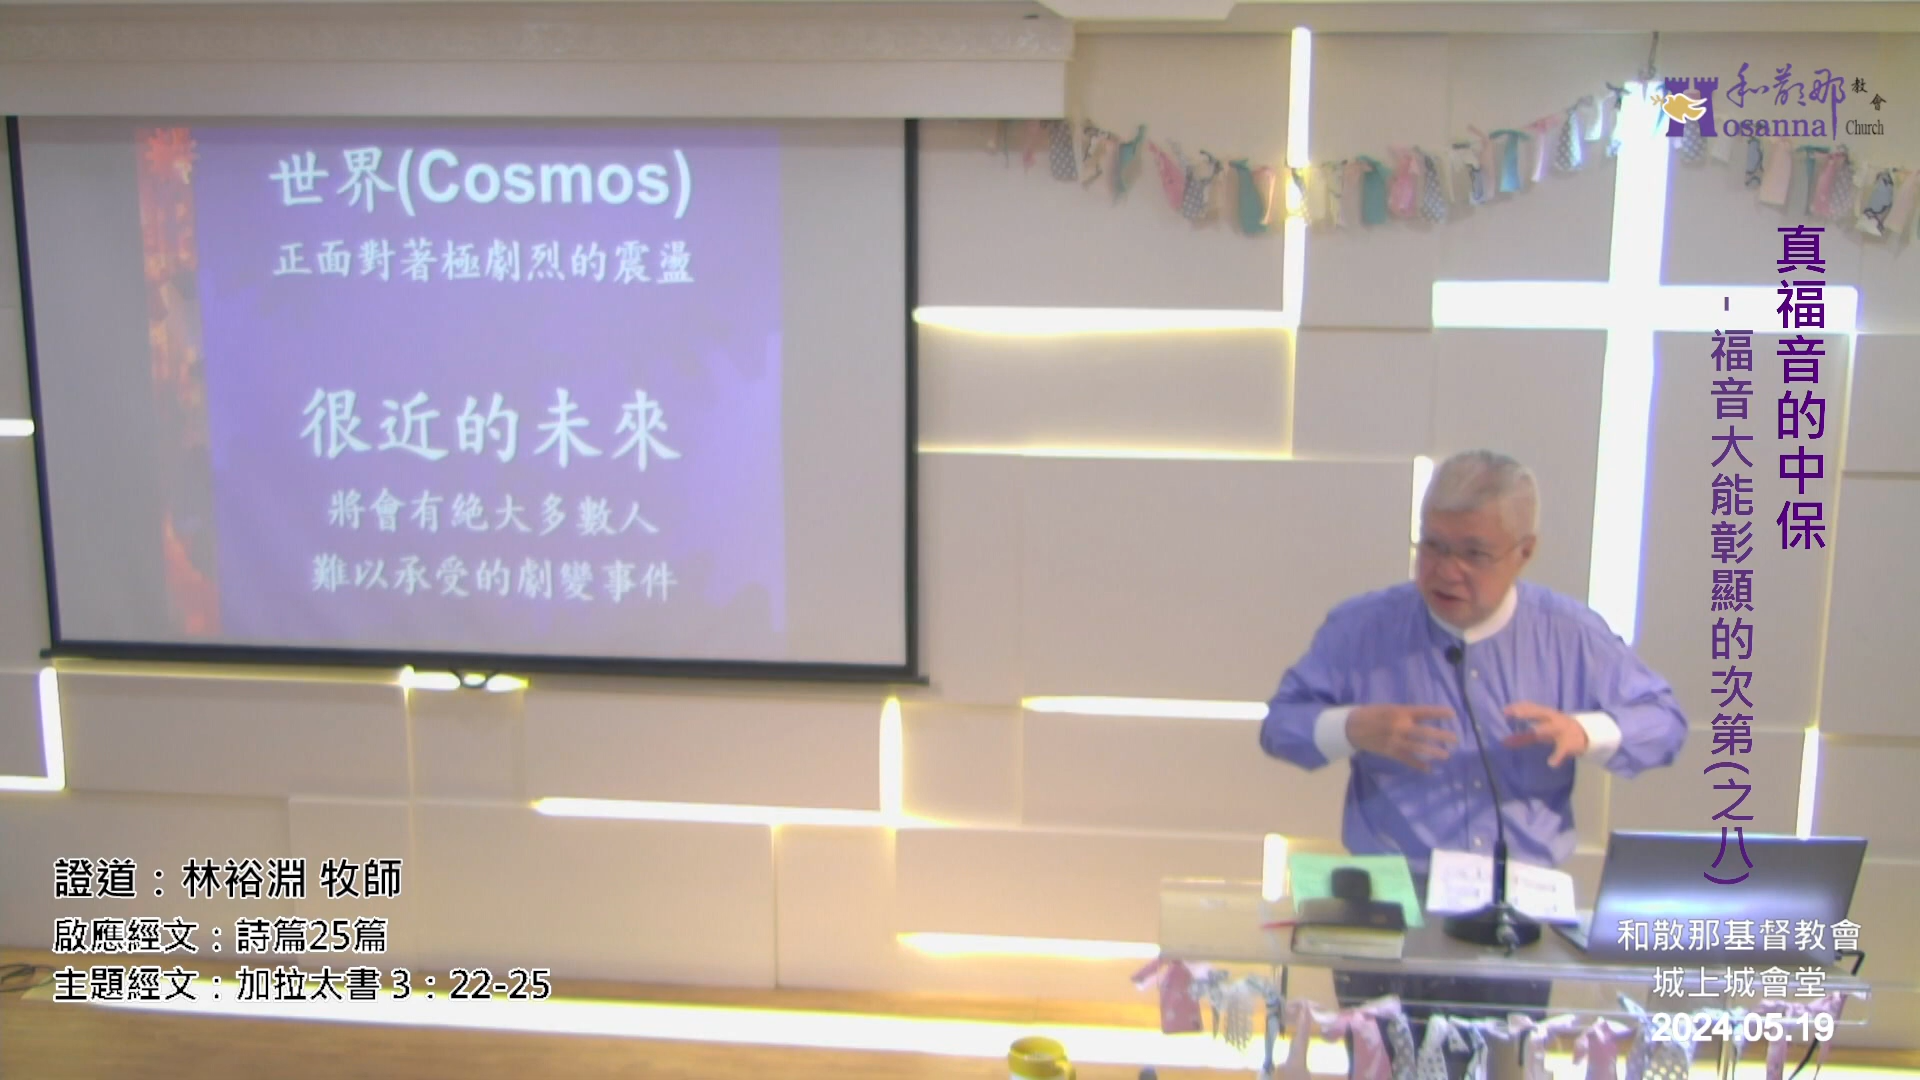 世界(Cosmos)
正面對著極劇烈的震盪
很近的未來
將會有絕大多數人
難以承受的劇變事件
和散那教會
Hosanna Church
真福音的中保
- 福音大能彰顯的次第(之八)
證道：林裕淵 牧師
啟應經文：詩篇25篇
主題經文：加拉太書 3：22-25
和散那基督教會
城上城會堂
2024.05.19